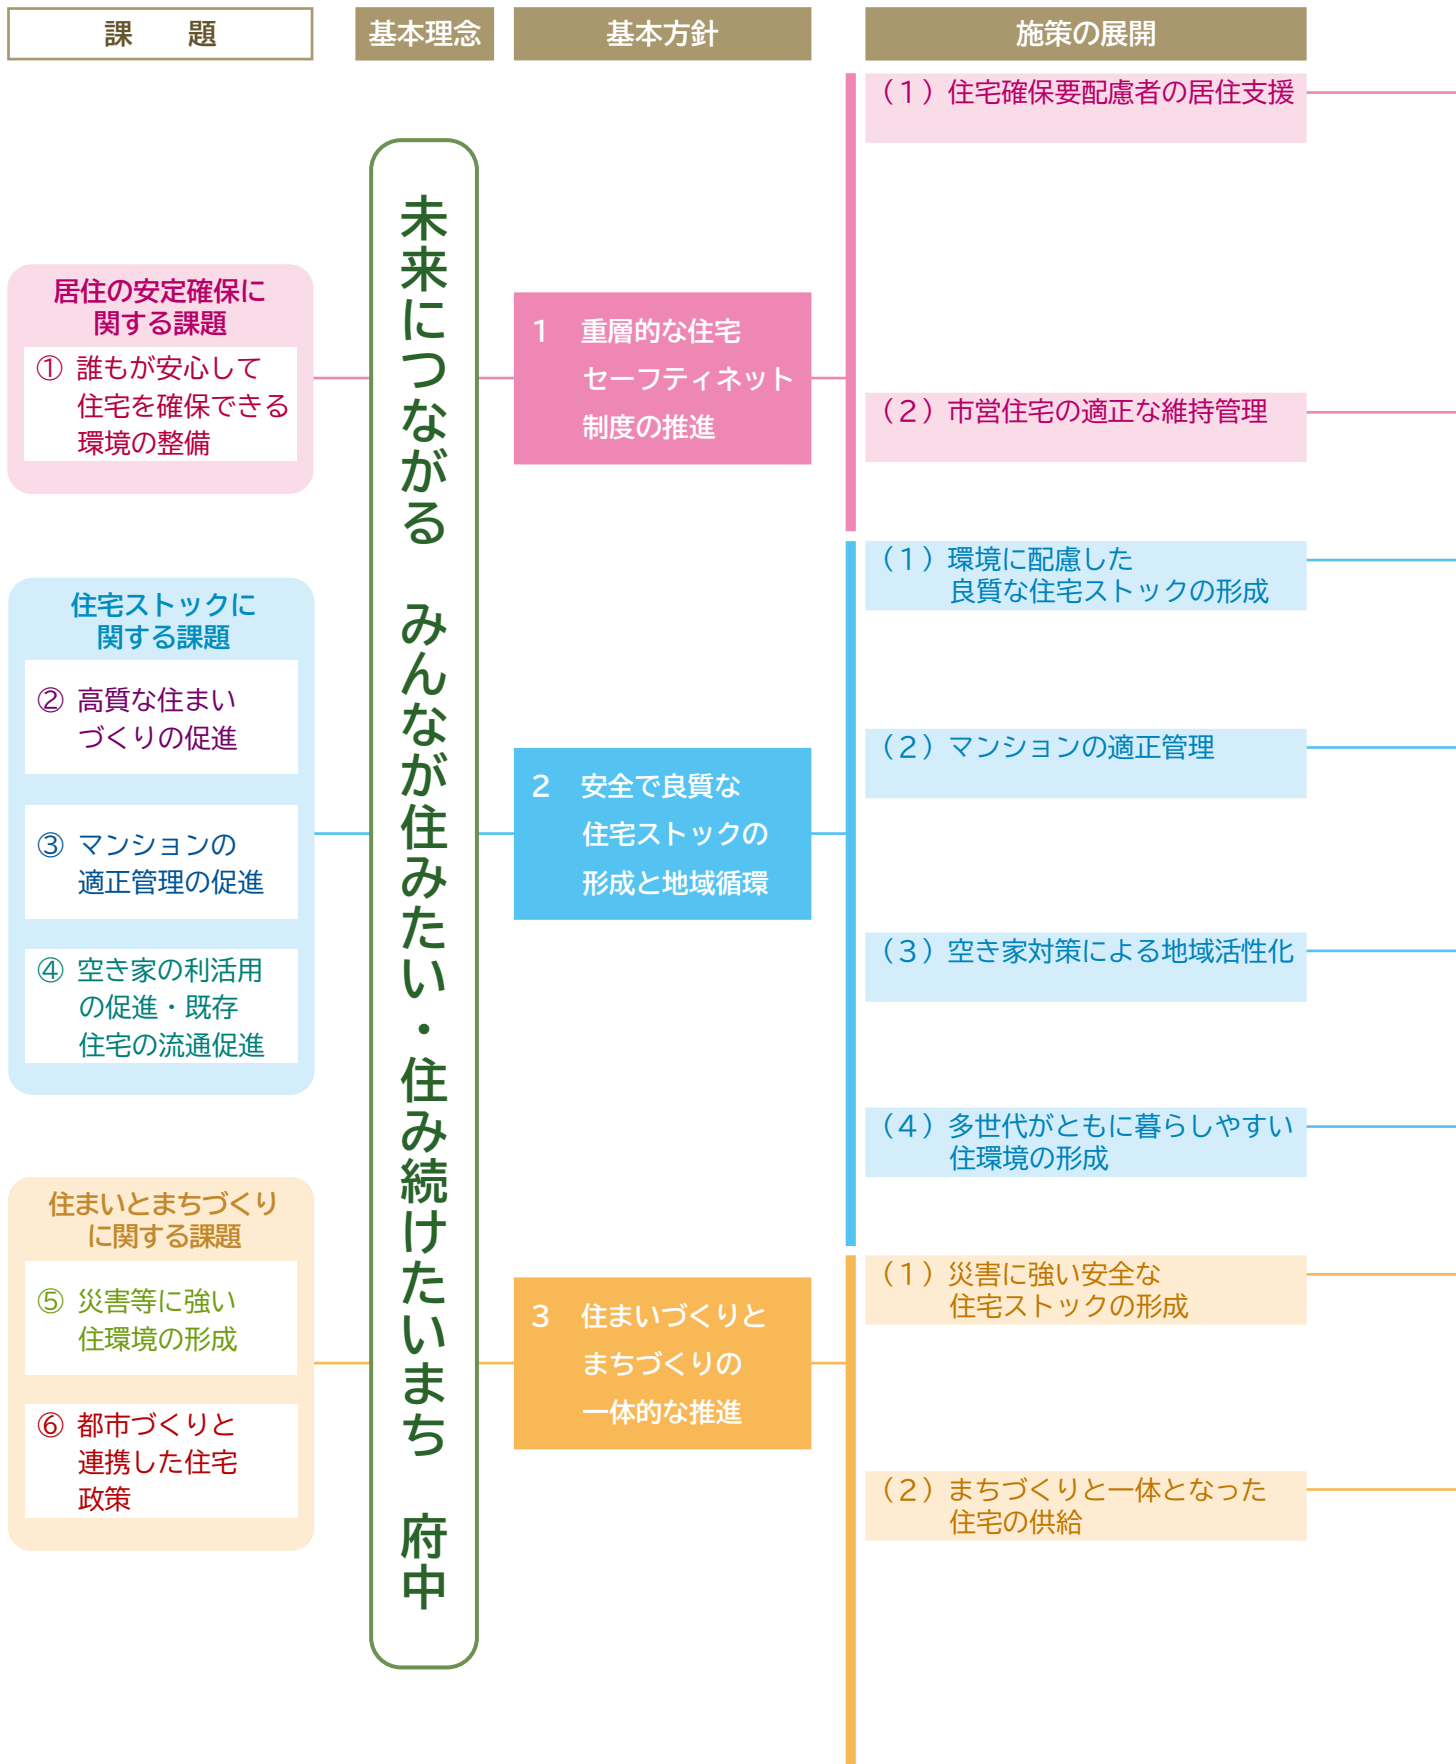 課　題
基本理念
基本方針
施策の展開
居住の安定確保に
関する課題
① 誰もが安心して
住宅を確保できる
環境の整備
住宅ストックに
関する課題
② 高質な住まい
づくりの促進
③ マンションの
適正管理の促進
④ 空き家の利活用
の促進・既存
住宅の流通促進
住まいとまちづくり
に関する課題
⑤ 災害等に強い
住環境の形成
⑥ 都市づくりと
連携した住宅
政策
未来につながる　みんなが住みたい・住み続けたいまち　府中
1　重層的な住宅
セーフティネット
制度の推進
2　安全で良質な
住宅ストックの
形成と地域循環
3　住まいづくりと
まちづくりの
一体的な推進
（1）住宅確保要配慮者の居住支援
（2）市営住宅の適正な維持管理
（1）環境に配慮した
良質な住宅ストックの形成
（2）マンションの適正管理
（3）空き家対策による地域活性化
（4）多世代がともに暮らしやすい
住環境の形成
（1）災害に強い安全な
住宅ストックの形成
（2）まちづくりと一体となった
住宅の供給